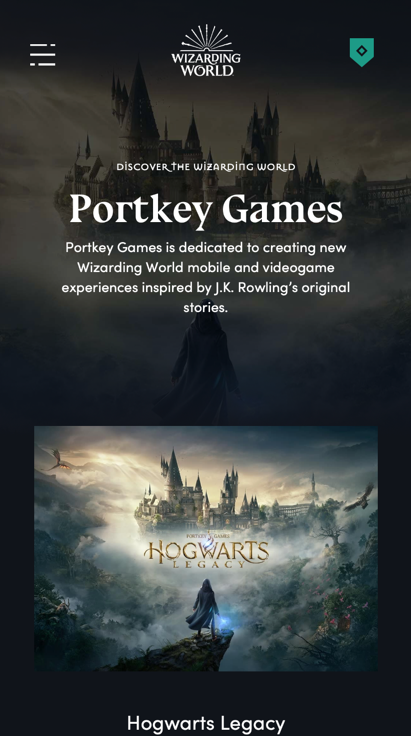 WIZARDING
WORLD
DISCOVER THE WIZARDING WORLD
Portkey Games
Portkey Games is dedicated to creating new
Wizarding World mobile and videogame
experiences inspired by J.K. Rowling’s original
stories.
PORTKEY GAMES
HOGWARTS
LEGACY
Hogwarts Legacy